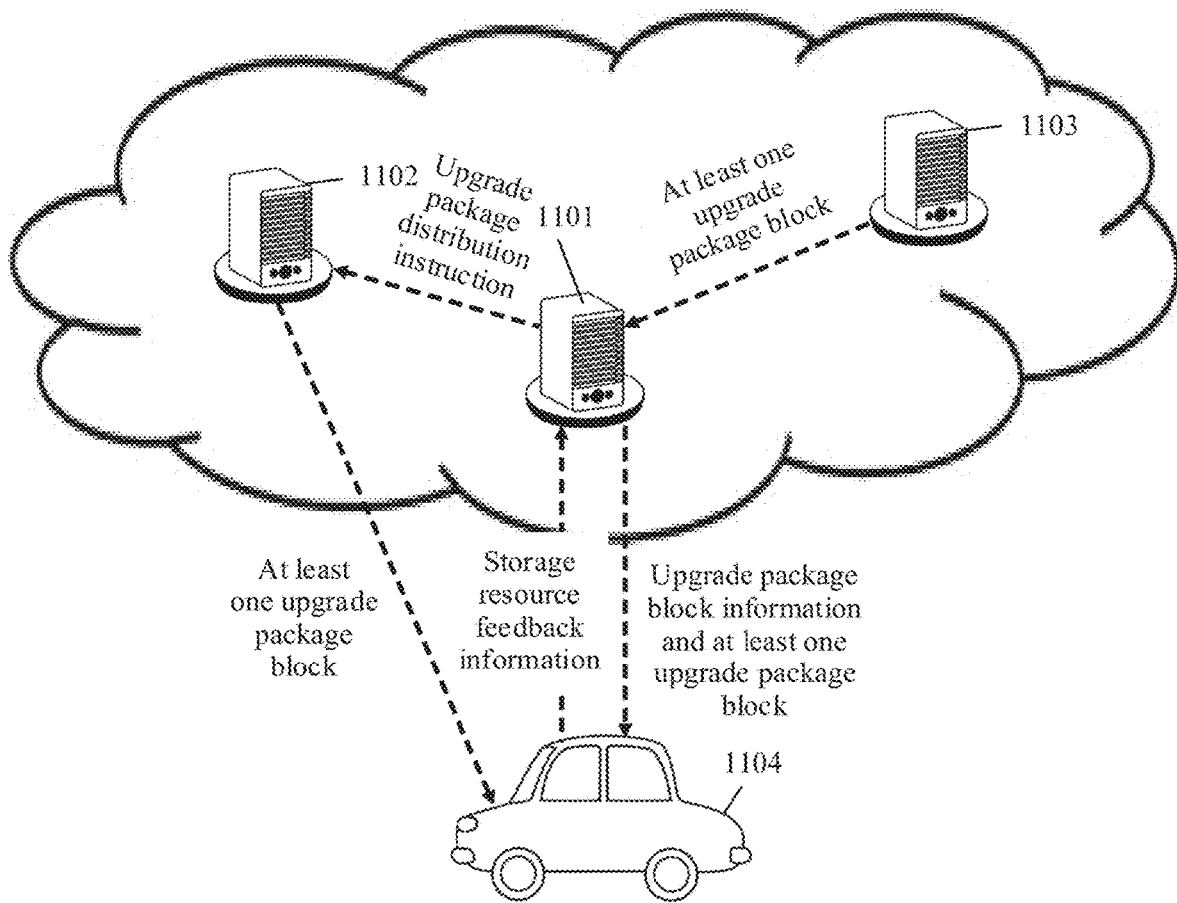 1103
At least one
upgrade
package block
1102
Upgrade
package
distribution
instruction
1101
At least
one upgrade
package
block
Storage
resource
feedback
information
Upgrade package
block information
and at least one
upgrade package
block
1104